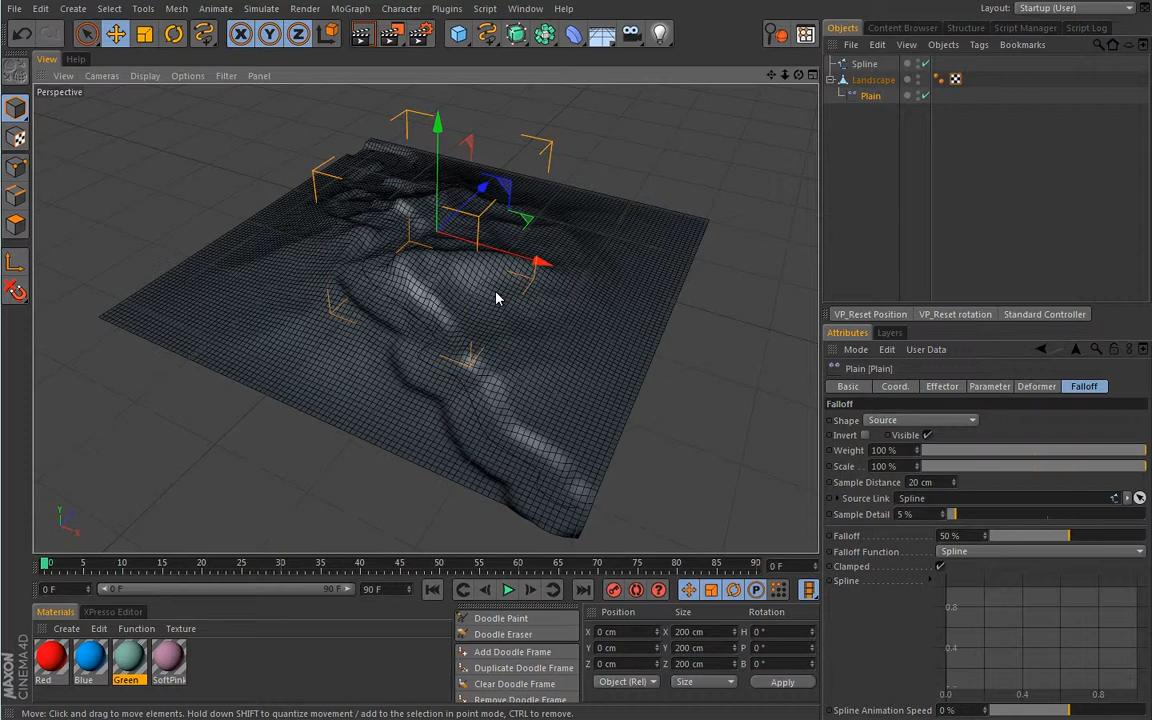 File Edit Create Select Tools Mesh Animate Simulate Render MoGraph Character Plugins Script Window Help Layout: Startup (User)
X Y Z
Objects Content Browser Structure Script Manager Script Log
File Edit View Objects Tags Bookmarks
View Help
View Cameras Display Options Filter Panel
Perspective
Spline
Landscape
Plain
VP_Reset Position VP_Reset rotation Standard Controller
Attributes Layers
Mode Edit User Data
Plain [Plain]
Basic Coord. Effector Parameter Deformer Falloff
Falloff
Shape Source
Invert Visible
Weight 100 %
Scale . . 100 %
Sample Distance 20 cm
Source Link Spline
Sample Detail 5 %
Falloff 50 %
Falloff Function Spline
Clamped
Spline
0.8
0.4
0.0 0.4 0.8
Spline Animation Speed 0 %
Y
X
0 5 10 15 20 25 30 35 40 45 50 55 60 65 70 75 80 85 90 0 F
0 F 0 F 90 F 90 F
P
Materials XPresso Editor
Create Edit Function Texture
Red Blue Green SoftPink
Doodle Paint
Doodle Eraser
Add Doodle Frame
Duplicate Doodle Frame
Clear Doodle Frame
Remove Doodle Frame
Position Size Rotation
X 0 cm X 200 cm H 0 °
Y 0 cm Y 200 cm P 0 °
Z 0 cm Z 200 cm B 0 °
Object (Rel) Size Apply
MAXON
CINEMA 4D
Move: Click and drag to move elements. Hold down SHIFT to quantize movement / add to the selection in point mode, CTRL to remove.